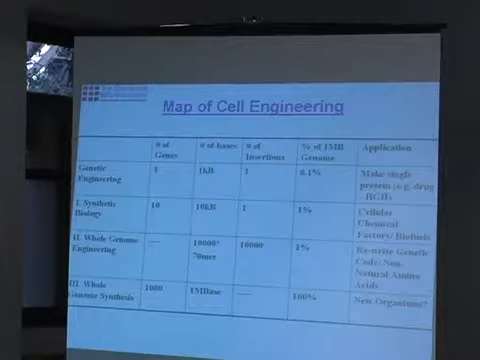 Map of Cell Engineering
# of Genes
# of bases
# of Insertions
% of 1MB Genome
Application
Genetic Engineering
1
1kB
1
0.1%
Make single protein (e.g. drug
I. Synthetic Biology
10
10kB
1
1%
Cellular Chemical Factory/ Biofuels
II. Whole Genome Engineering
—
10000* 70mer
10000
1%
Re-write Genetic Code/ Non-Natural Amino Acids
III. Whole Genome Synthesis
1000
1MBase
—
100%
New Organisms?